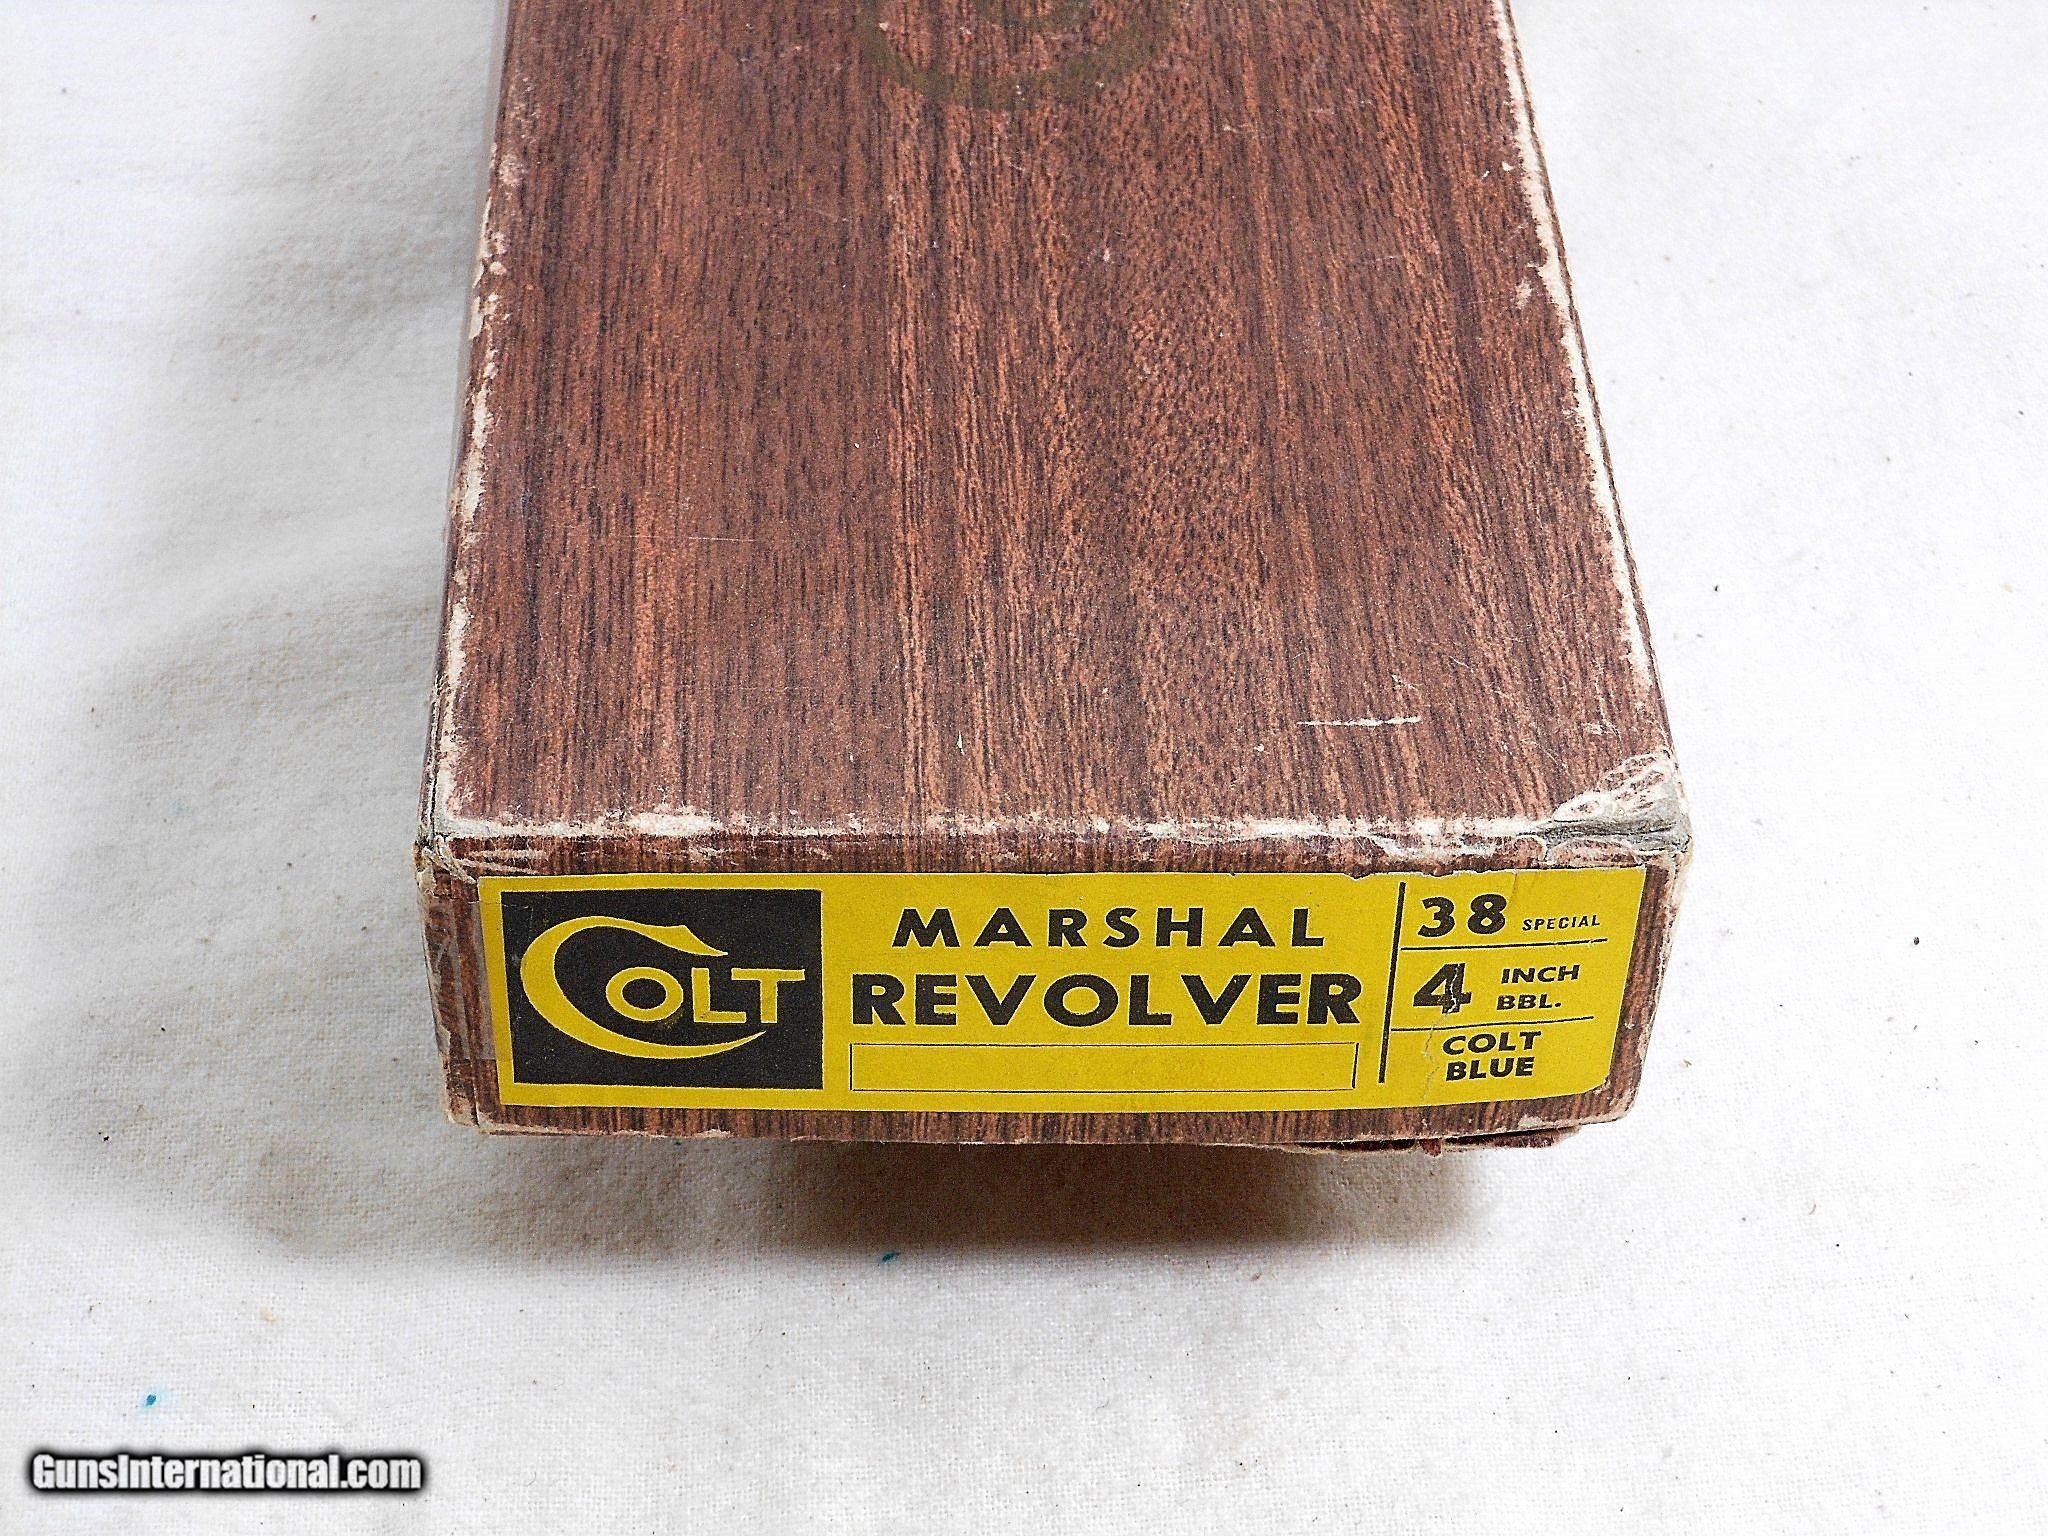 COLT
MARSHAL
REVOLVER
38 SPECIAL
4 INCH
BBL.
COLT
BLUE
GunsInternational.com